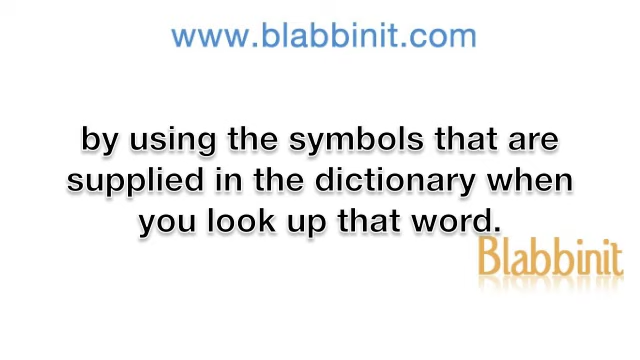 www.blabbinit.com
by using the symbols that are
supplied in the dictionary when
you look up that word.
Blabbinit